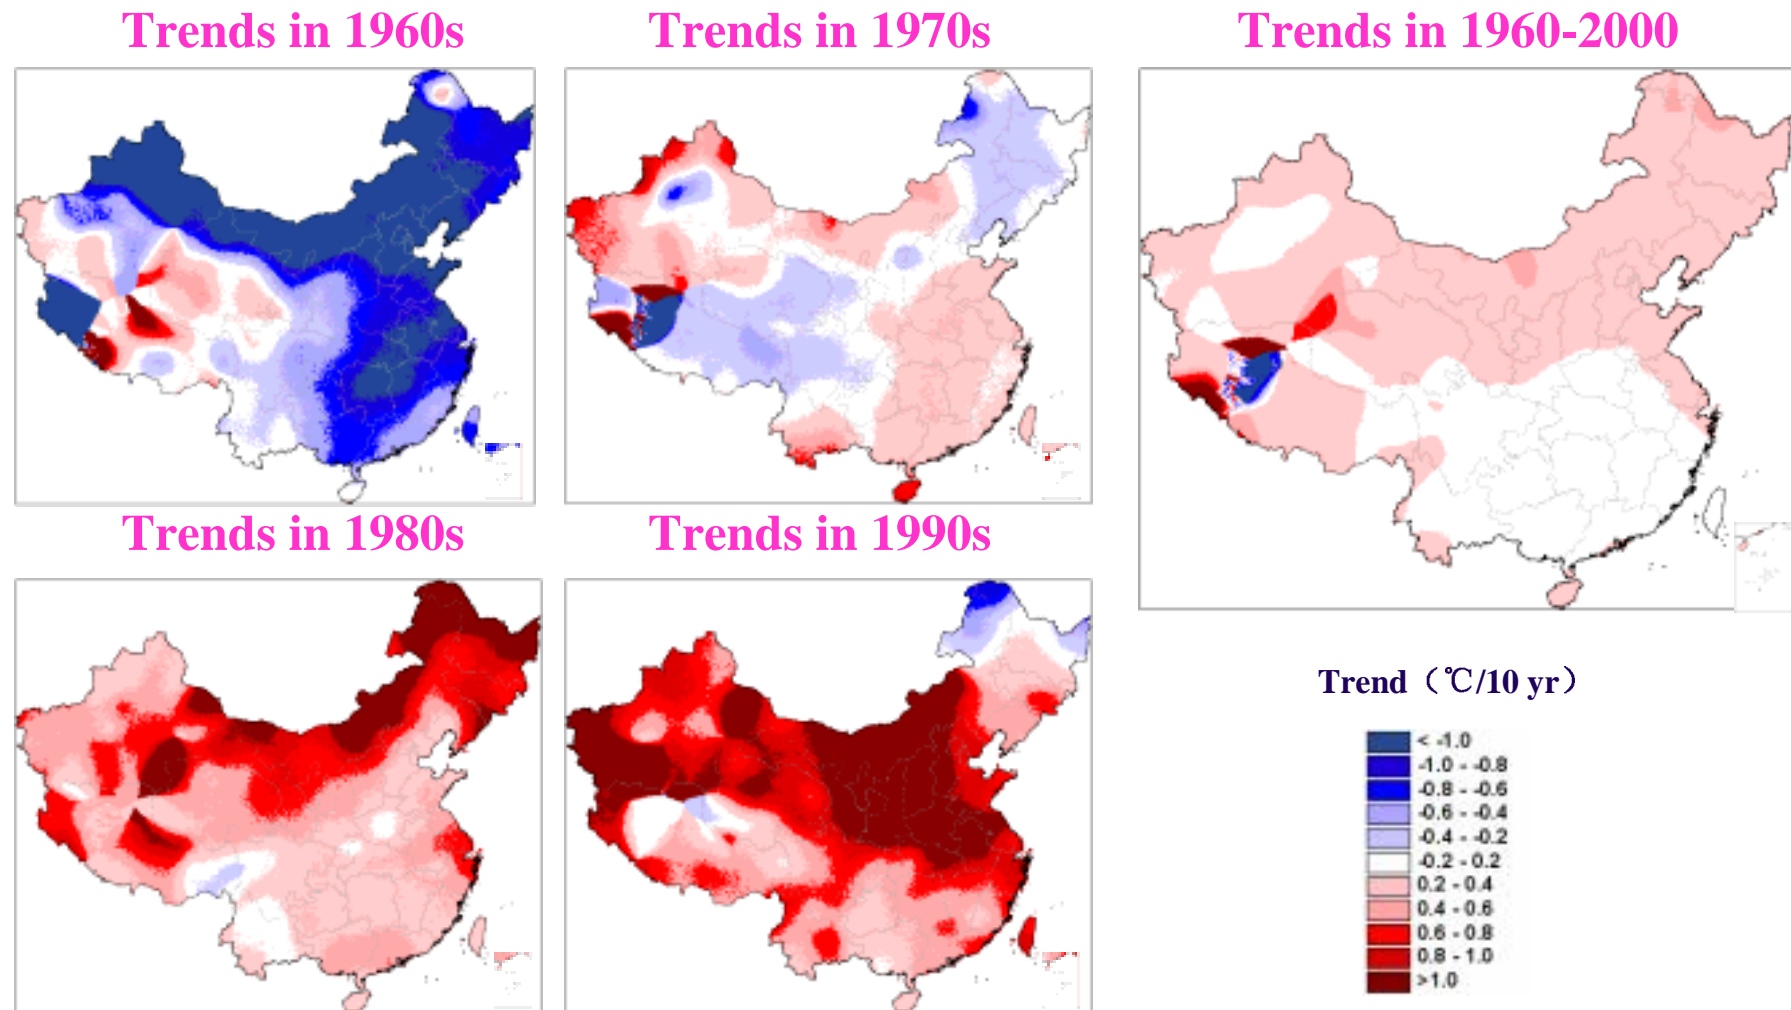 Trends in 1960s
Trends in 1970s
Trends in 1960-2000
Trends in 1980s
Trends in 1990s
Trend（℃/10 yr）
< -1.0
-1.0 - -0.8
-0.8 - -0.6
-0.6 - -0.4
-0.4 - -0.2
-0.2 - 0.2
0.2 - 0.4
0.4 - 0.6
0.6 - 0.8
0.8 - 1.0
>1.0